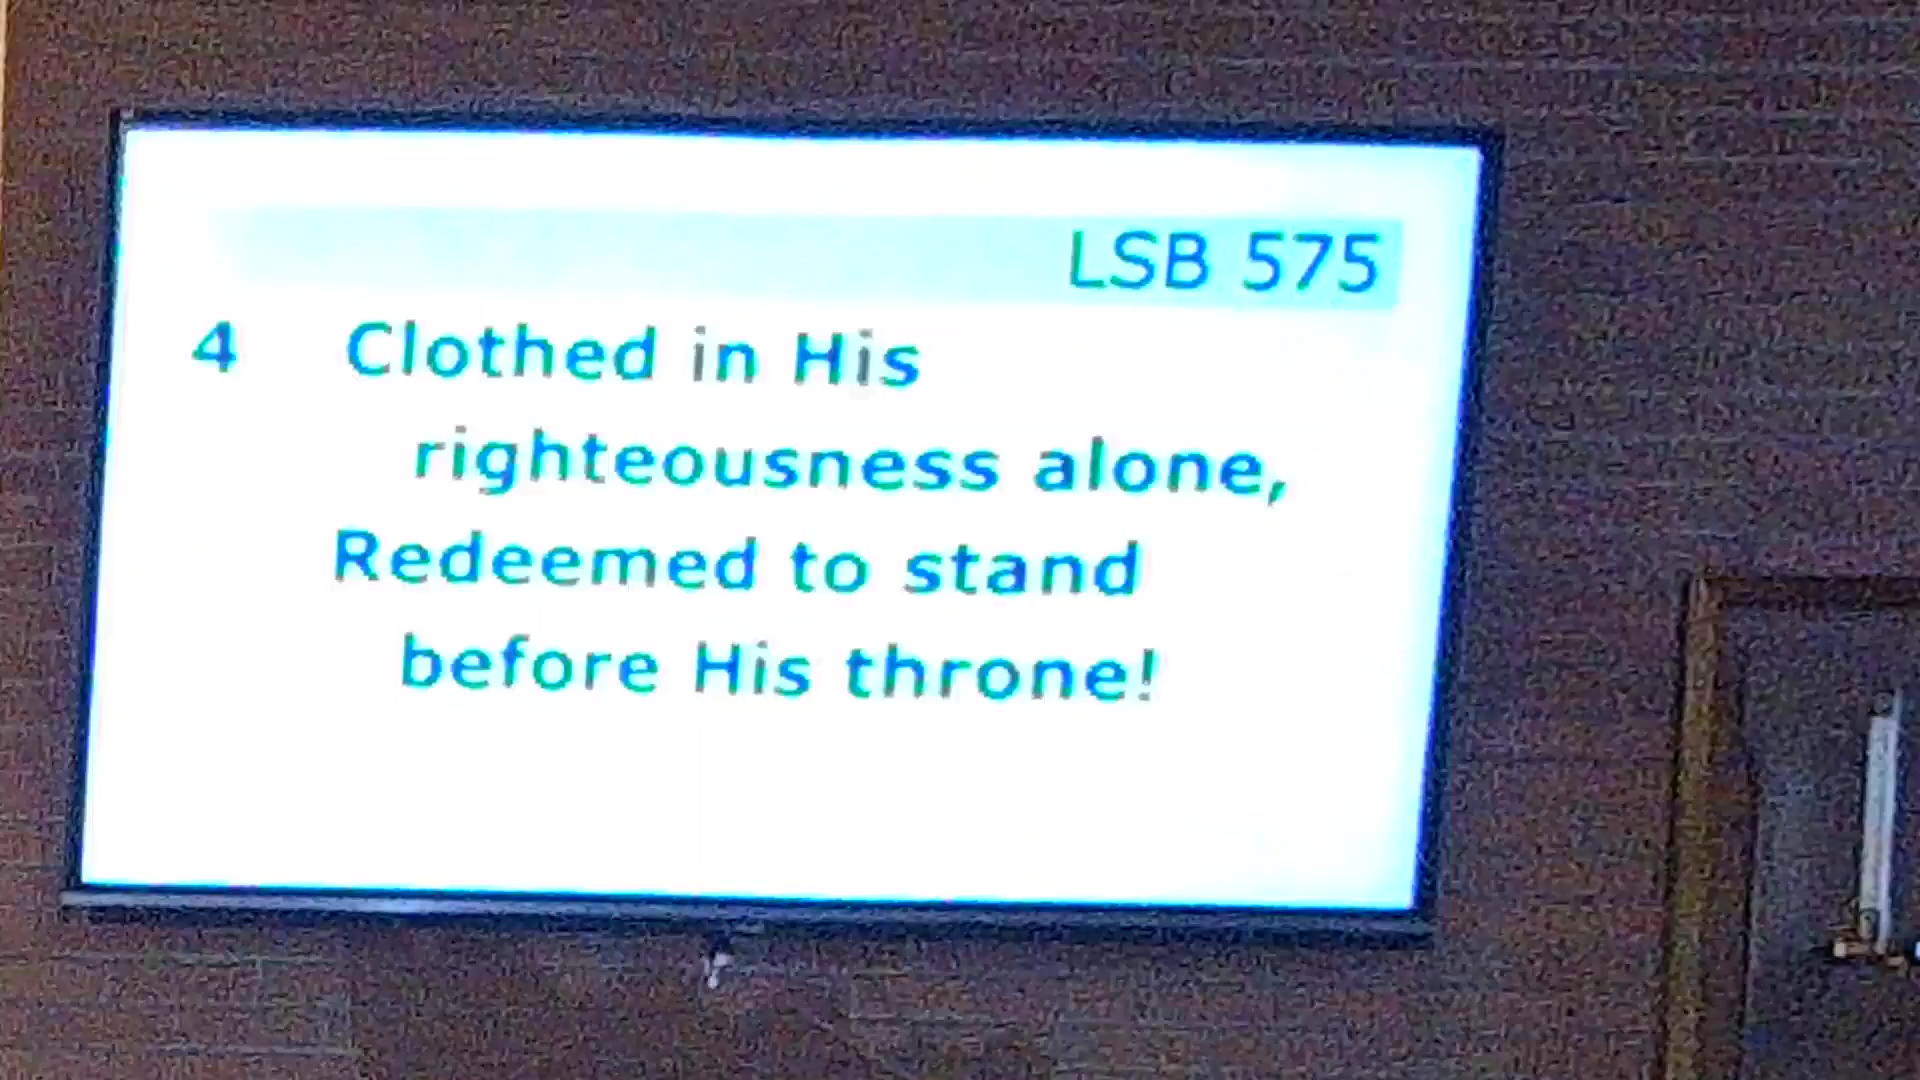 LSB 575
4 Clothed in His
righteousness alone,
Redeemed to stand
before His throne!